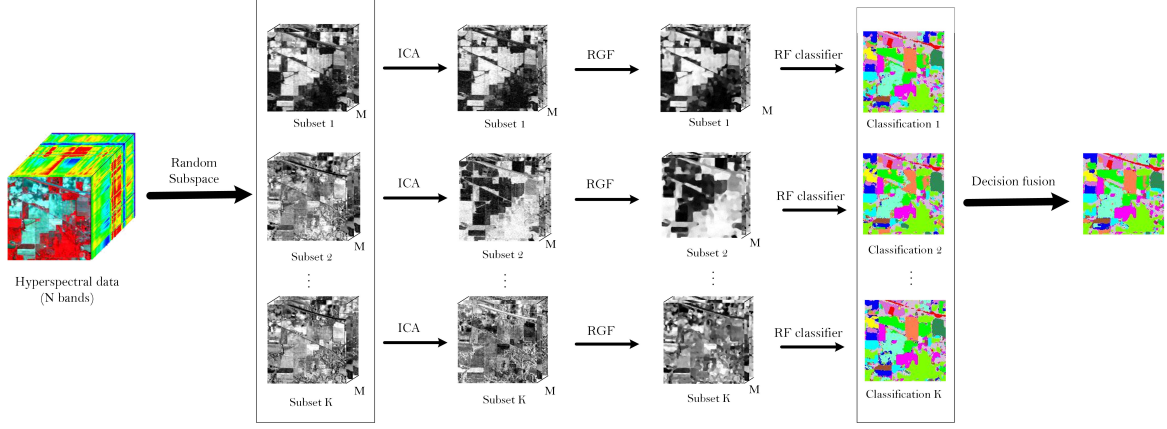 Hyperspectral data
(N bands)
Random
Subspace
M
Subset 1
ICA
M
Subset 1
RGF
M
Subset 1
RF classifier
Classification 1
M
Subset 2
ICA
M
Subset 2
RGF
M
Subset 2
RF classifier
Classification 2
Decision fusion
⋮
⋮
⋮
⋮
M
Subset K
ICA
M
Subset K
RGF
M
Subset K
RF classifier
Classification K